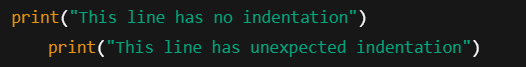 print("This line has no indentation")
    print("This line has unexpected indentation")